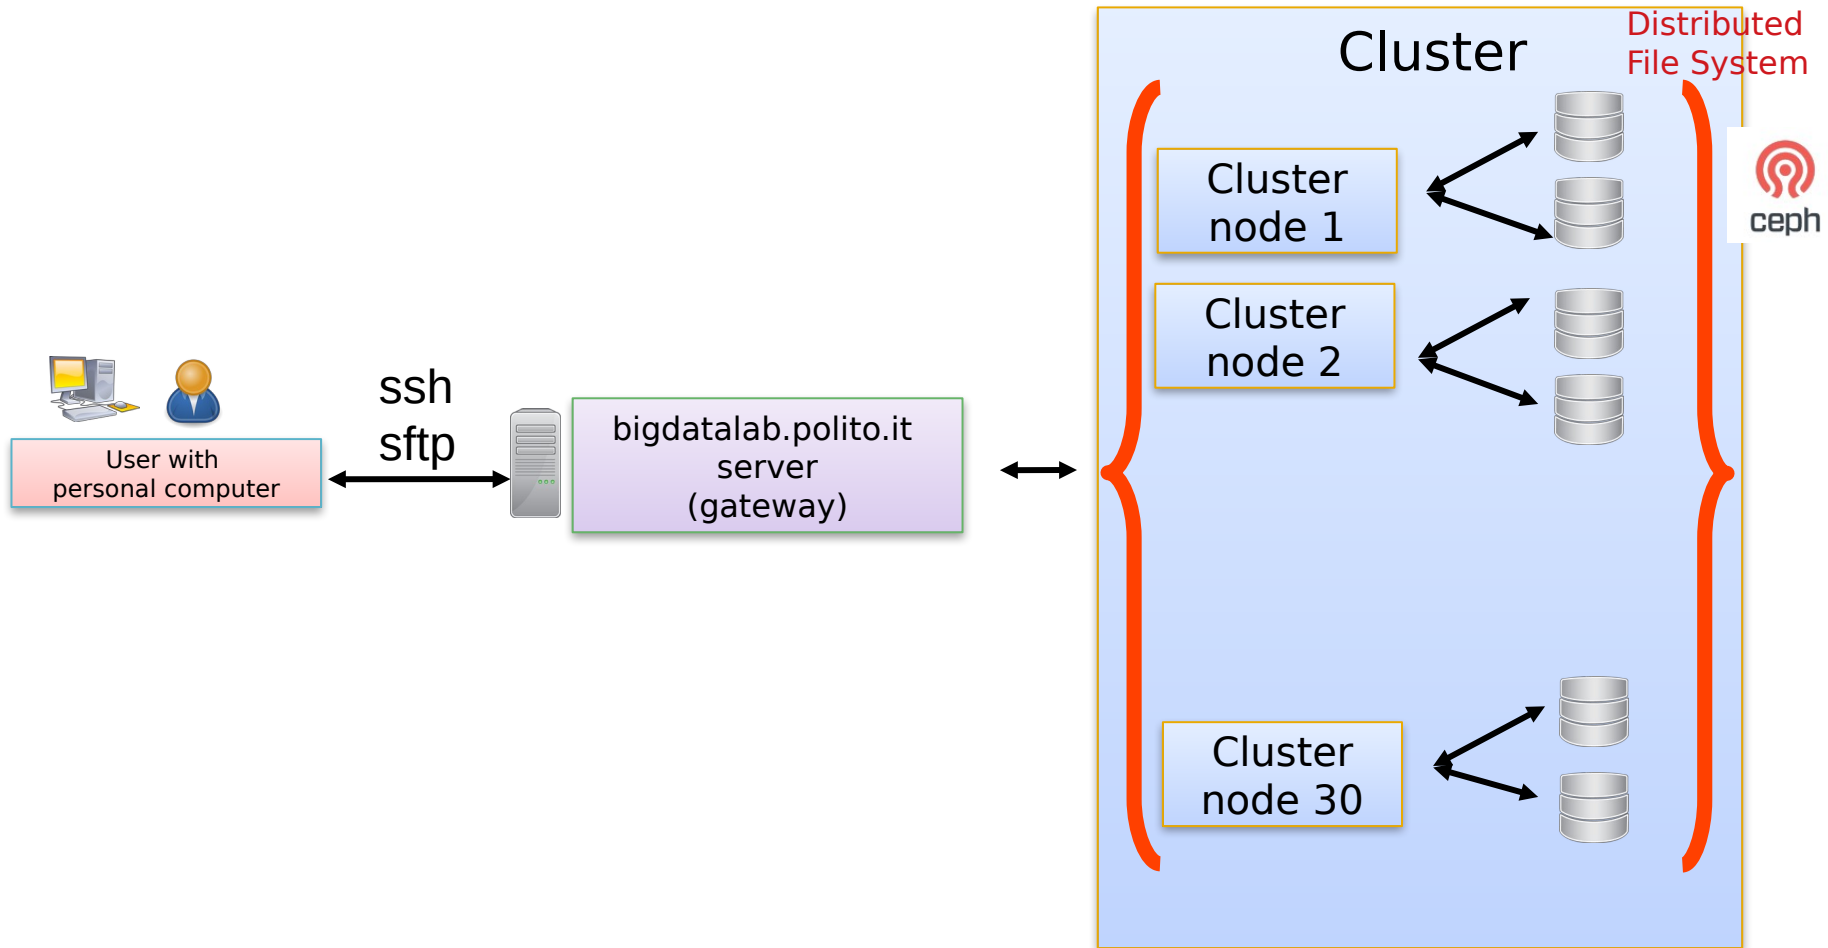 User with
personal computer
ssh
sftp
bigdatalab.polito.it
server
(gateway)
Cluster
Distributed
File System
Cluster
node 1
Cluster
node 2
Cluster
node 30
ceph